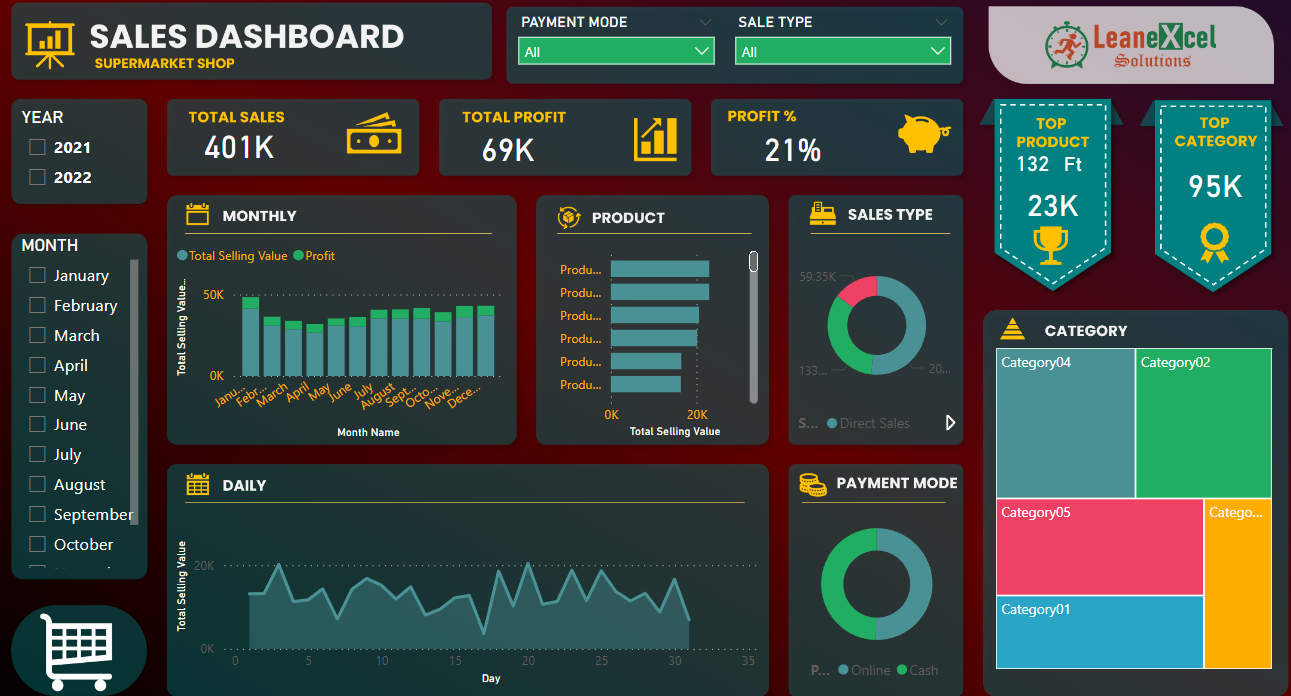 SALES DASHBOARD
SUPERMARKET SHOP
PAYMENT MODE
All
SALE TYPE
All
LeaneXcel
Solutions
YEAR
2021
2022
TOTAL SALES
401K
TOTAL PROFIT
69K
PROFIT %
21%
TOP
PRODUCT
132 Ft
23K
TOP
CATEGORY
95K
MONTH
January
February
March
April
May
June
July
August
September
October
MONTHLY
Total Selling Value Profit
Total Selling Value...
50K
0K
Janu... Febr... March April May June July August Sept... Octo... Nove... Dece...
Month Name
PRODUCT
Produ...
Produ...
Produ...
Produ...
Produ...
Produ...
0K 20K
Total Selling Value
SALES TYPE
59.35K
133...
20...
S... Direct Sales
CATEGORY
Category04
Category02
Category05
Catego...
Category01
DAILY
Total Selling Value
20K
0K
0 5 10 15 20 25 30 35
Day
PAYMENT MODE
P... Online Cash